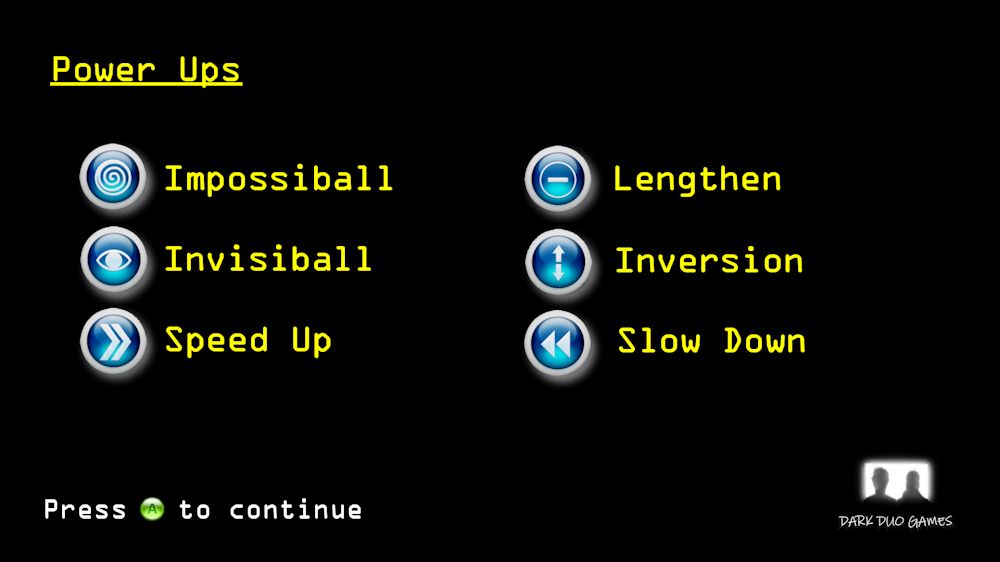 Power Ups
Impossiball
Lengthen
Invisiball
Inversion
Speed Up
Slow Down
Press A to continue
DARK DUO GAMES